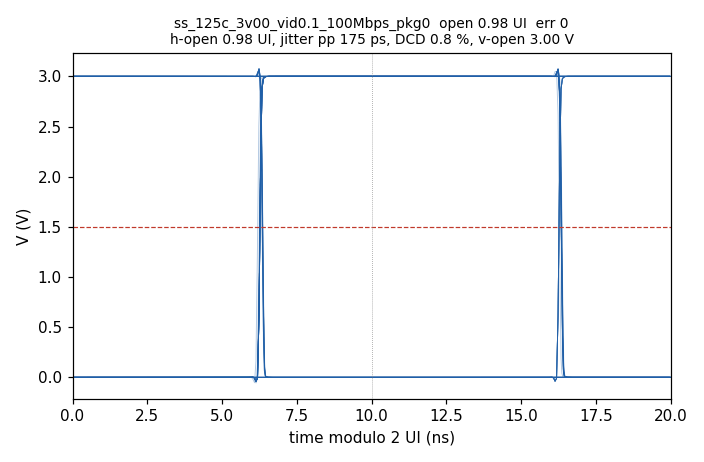 ss_125c_3v00_vid0.1_100Mbps_pkg0  open 0.98 UI  err 0
h-open 0.98 UI, jitter pp 175 ps, DCD 0.8 %, v-open 3.00 V
3.0
2.5
2.0
1.5
1.0
0.5
0.0
V (V)
0.0 2.5 5.0 7.5 10.0 12.5 15.0 17.5 20.0
time modulo 2 UI (ns)